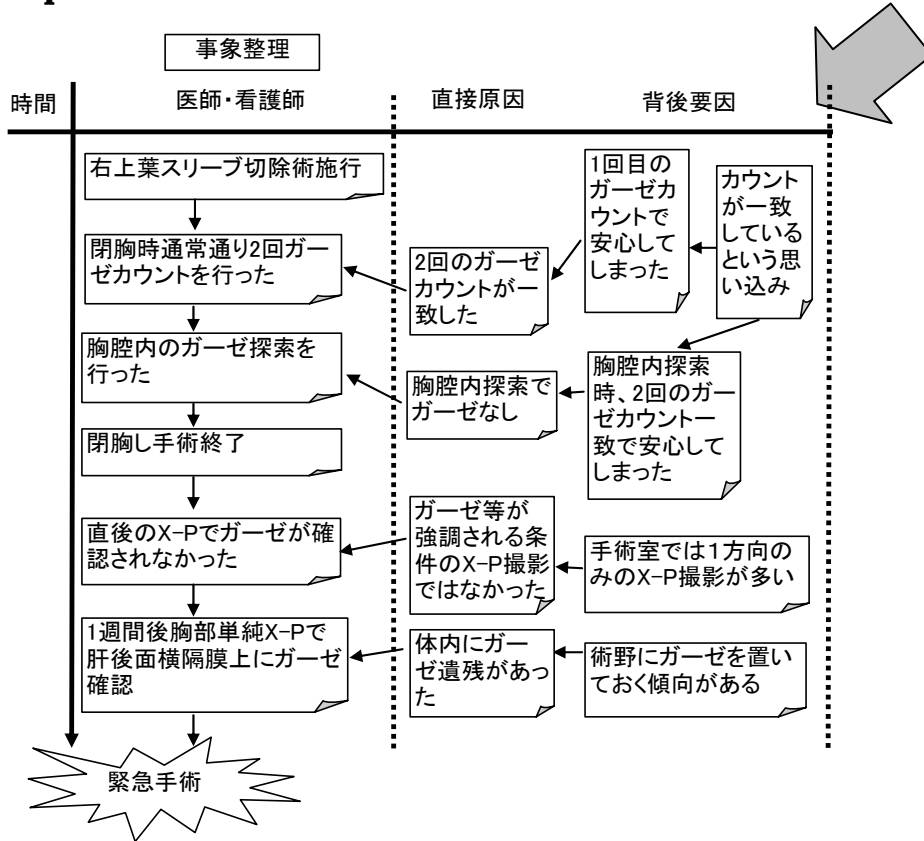 事象整理
時間
医師・看護師
直接原因
背後要因
右上葉スリーブ切除術施行
閉胸時通常通り2回ガー
ゼカウントを行った
2回のガーゼ
カウントが一
致した
1回目の
ガーゼカ
ウントで
安心して
しまった
カウント
が一致
している
という思
い込み
胸腔内のガーゼ探索を
行った
胸腔内探索で
ガーゼなし
胸腔内探索
時、2回のガー
ゼカウント一
致で安心して
しまった
閉胸し手術終了
直後のX-Pでガーゼが確
認されなかった
ガーゼ等が
強調される条
件のX-P撮影
ではなかった
手術室では1方向の
みのX-P撮影が多い
1週間後胸部単純X-Pで
肝後面横隔膜上にガーゼ
確認
体内にガー
ゼ遺残があっ
た
術野にガーゼを置い
ておく傾向がある
緊急手術